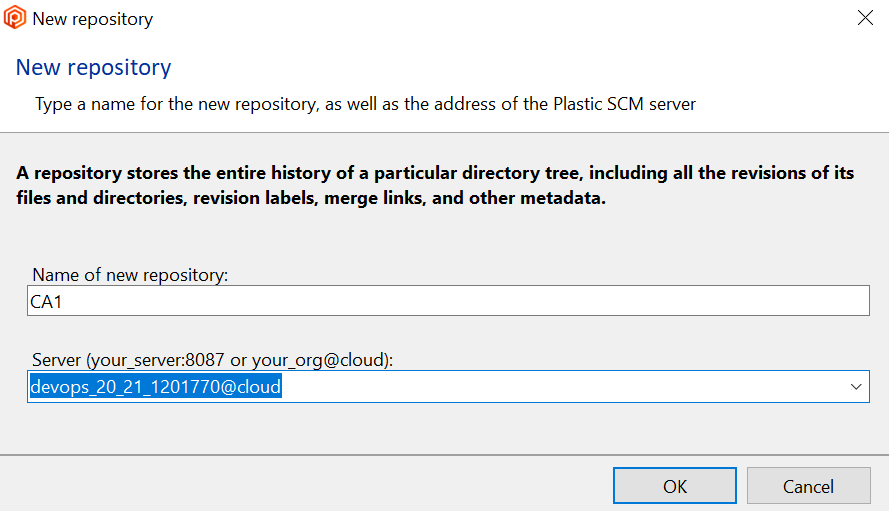 New repository
New repository
Type a name for the new repository, as well as the address of the Plastic SCM server
A repository stores the entire history of a particular directory tree, including all the revisions of its
files and directories, revision labels, merge links, and other metadata.
Name of new repository:
CA1
Server (your_server:8087 or your_org@cloud):
devops_20_21_1201770@cloud
OK Cancel